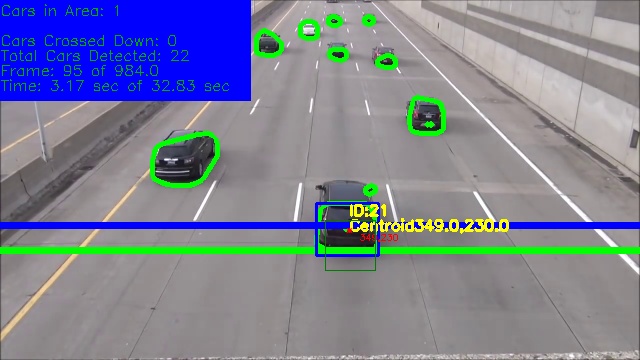 Cars in Area: 1
Cars Crossed Down: 0
Total Cars Detected: 22
Frame: 95 of 984.0
Time: 3.17 sec of 32.83 sec
ID:21
Centroid349.0,230.0